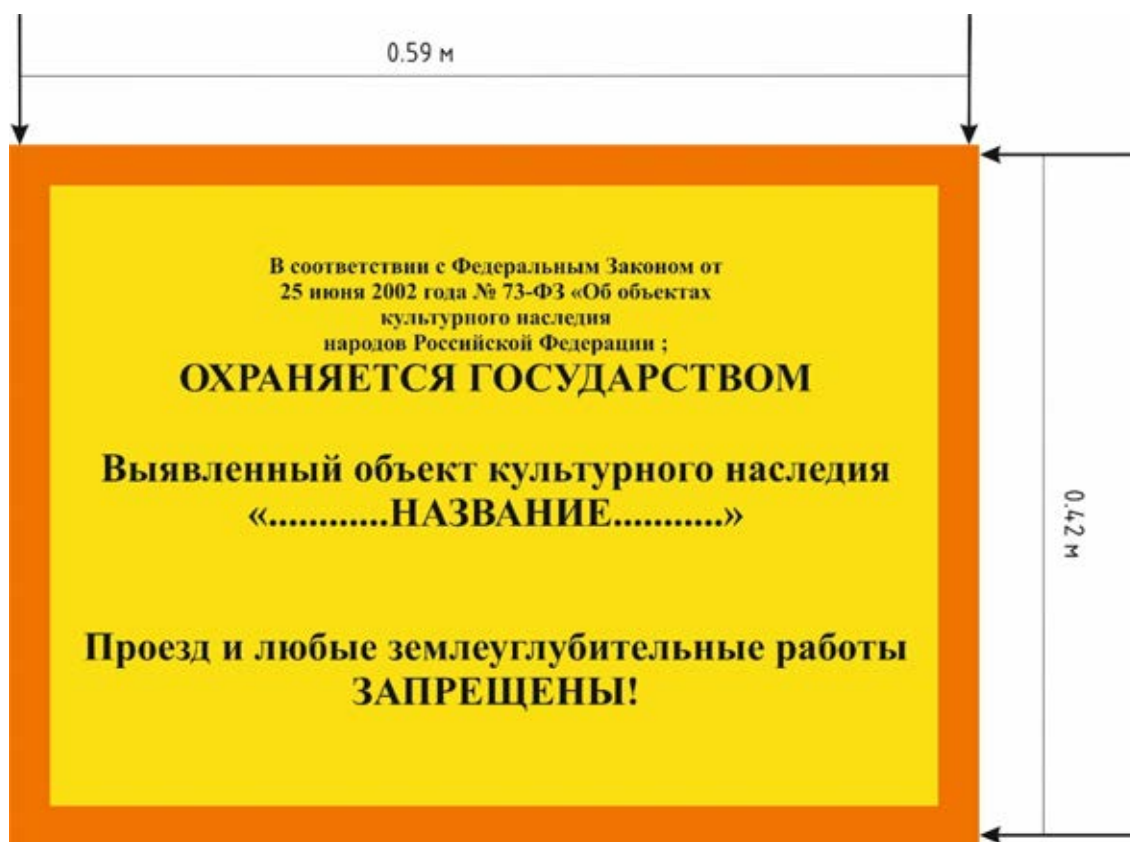 0.59 м
В соответствии с Федеральным Законом от
25 июня 2002 года № 73-ФЗ «Об объектах
культурного наследия
народов Российской Федерации ;
ОХРАНЯЕТСЯ ГОСУДАРСТВОМ
Выявленный объект культурного наследия
«............НАЗВАНИЕ...........»
0.42 м
Проезд и любые землеуглубительные работы
ЗАПРЕЩЕНЫ!